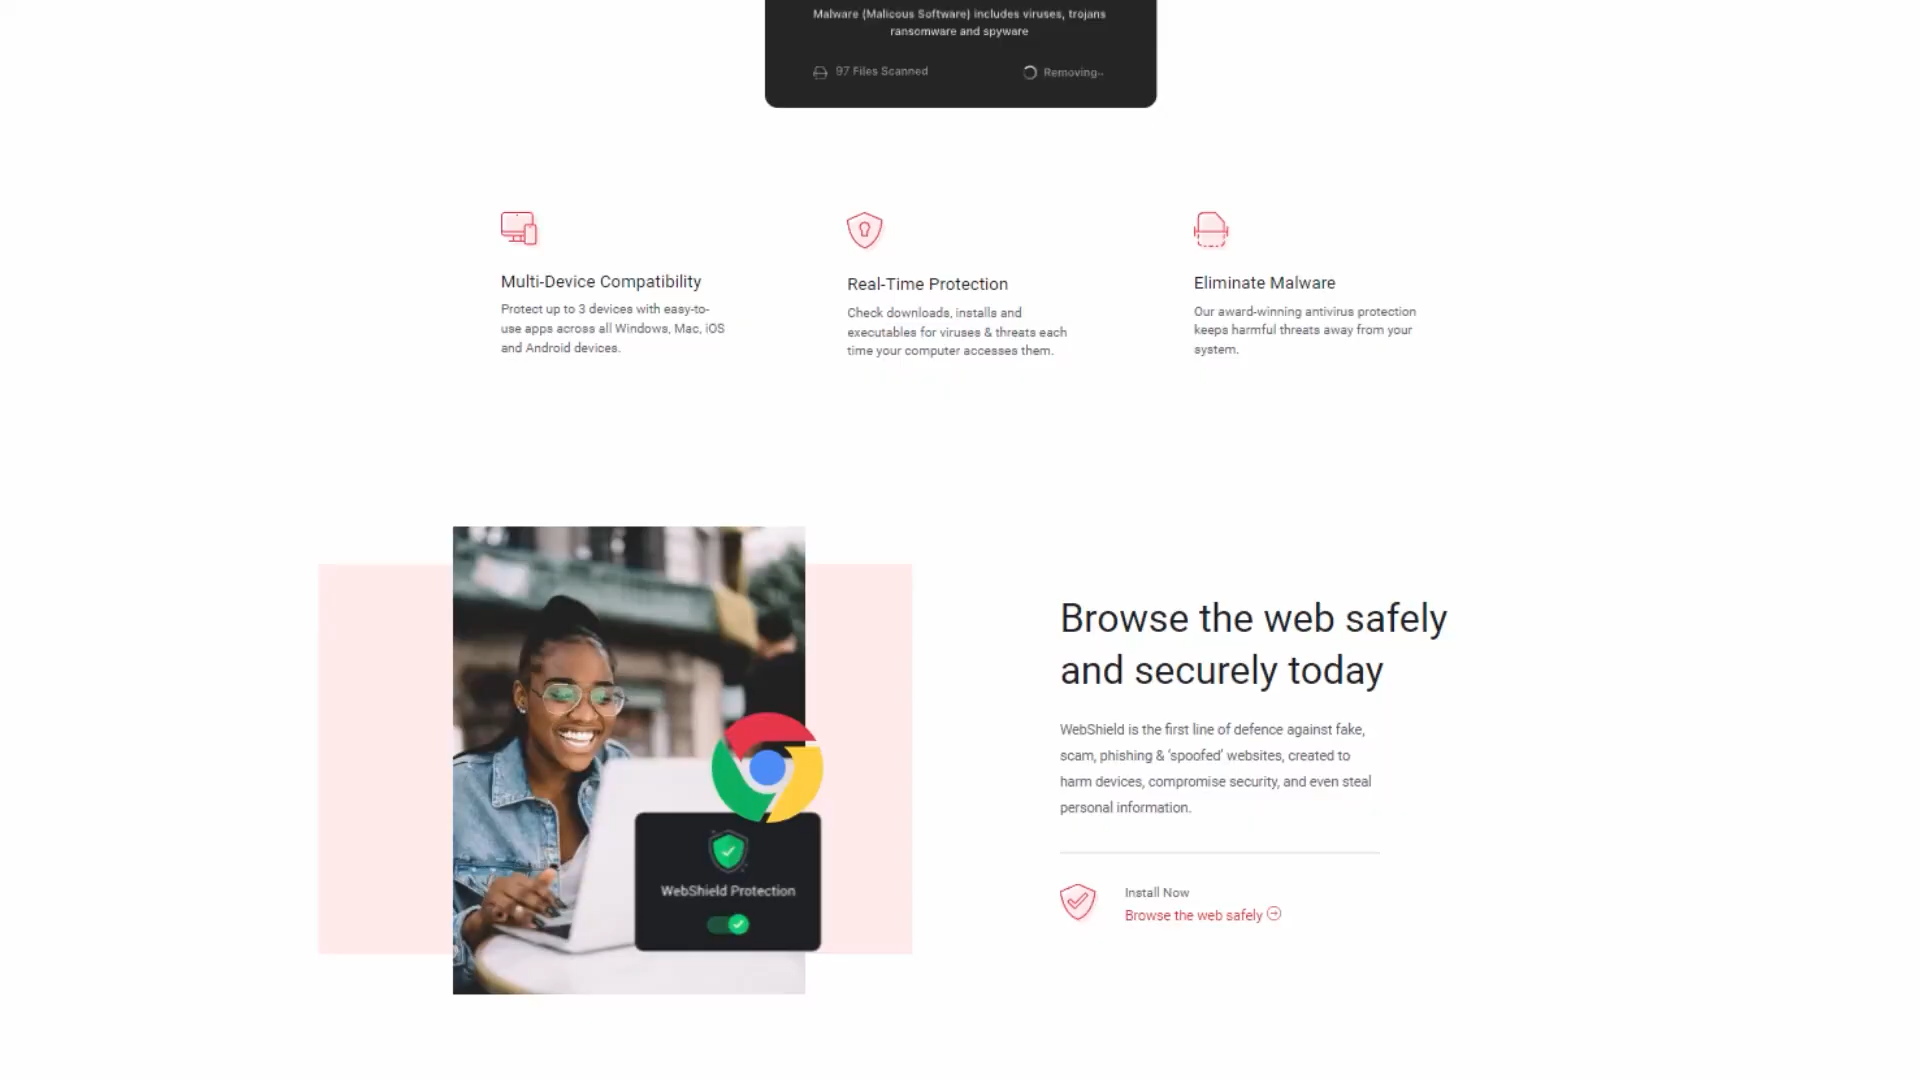 Malware (Malicous Software) includes viruses, trojans
ransomware and spyware
97 Files Scanned
Removing..
Multi-Device Compatibility
Protect up to 3 devices with easy-to-
use apps across all Windows, Mac, iOS
and Android devices.
Real-Time Protection
Check downloads, installs and
executables for viruses & threats each
time your computer accesses them.
Eliminate Malware
Our award-winning antivirus protection
keeps harmful threats away from your
system.
WebShield Protection
Browse the web safely
and securely today
WebShield is the first line of defence against fake,
scam, phishing & ‘spoofed’ websites, created to
harm devices, compromise security, and even steal
personal information.
Install Now
Browse the web safely